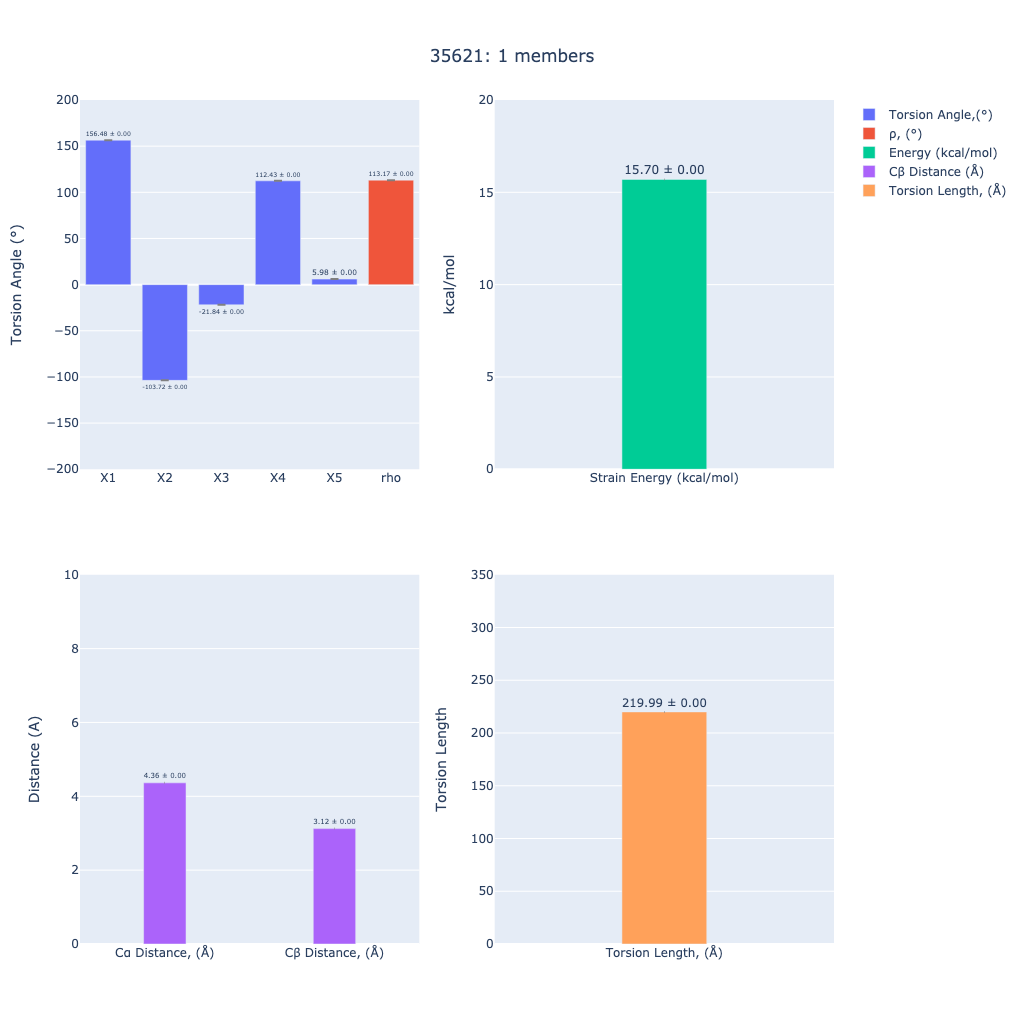 35621: 1 members
Torsion Angle,(°)
ρ, (°)
Energy (kcal/mol)
Cβ Distance (Å)
Torsion Length, (Å)
Torsion Angle (°)
200
150
100
50
0
−50
−100
−150
−200
156.48 ± 0.00
-103.72 ± 0.00
-21.84 ± 0.00
112.43 ± 0.00
5.98 ± 0.00
113.17 ± 0.00
X1 X2 X3 X4 X5 rho
kcal/mol
20
15
10
5
0
15.70 ± 0.00
Strain Energy (kcal/mol)
Distance (A)
10
8
6
4
2
0
4.36 ± 0.00
3.12 ± 0.00
Cα Distance, (Å) Cβ Distance, (Å)
Torsion Length
350
300
250
200
150
100
50
0
219.99 ± 0.00
Torsion Length, (Å)